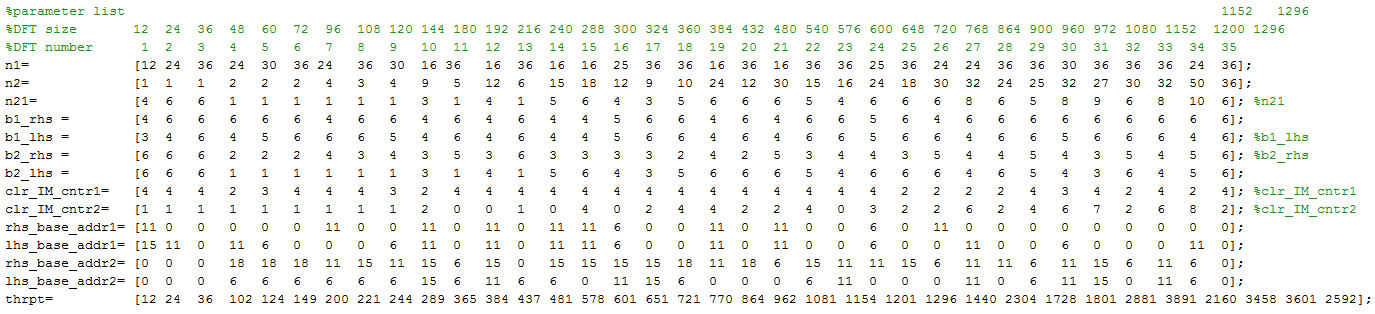 %parameter list 1152 1296
%DFT size 12 24 36 48 60 72 96 108 120 144 180 192 216 240 288 300 324 360 384 432 480 540 576 600 648 720 768 864 900 960 972 1080 1152 1200 1296
%DFT number 1 2 3 4 5 6 7 8 9 10 11 12 13 14 15 16 17 18 19 20 21 22 23 24 25 26 27 28 29 30 31 32 33 34 35
n1= [12 24 36 24 30 36 24 36 30 16 36 16 36 16 16 25 36 36 16 36 16 36 36 25 36 24 24 36 36 30 36 36 36 24 36];
n2= [1 1 1 2 2 2 4 3 4 9 5 12 6 15 18 12 9 10 24 12 30 15 16 24 18 30 32 24 25 32 27 30 32 50 36];
n21= [4 6 6 1 1 1 1 1 1 3 1 4 1 5 6 4 3 5 6 6 6 5 4 6 6 6 8 6 5 8 9 6 8 10 6]; %n21
b1_rhs = [4 6 6 6 6 6 4 6 6 4 6 4 6 4 4 5 6 6 4 6 4 6 6 5 6 4 6 6 6 6 6 6 6 6 6];
b1_lhs = [3 4 6 4 5 6 6 6 5 4 6 4 6 4 4 5 6 6 4 6 4 6 6 5 6 6 4 6 6 5 6 6 6 4 6]; %b1_lhs
b2_rhs = [6 6 6 2 2 2 4 3 4 3 5 3 6 3 3 3 3 2 4 2 5 3 4 4 3 5 4 4 5 4 3 5 4 5 6]; %b2_rhs
b2_lhs = [6 6 6 1 1 1 1 1 1 3 1 4 1 5 6 4 3 5 6 6 6 5 4 6 6 6 4 6 5 4 3 6 4 5 6];
clr_IM_cntr1= [4 4 4 2 3 4 4 4 3 2 4 4 4 4 4 4 4 4 4 4 4 4 4 4 2 2 2 2 4 3 4 2 4 2 4]; %clr_IM_cntr1
clr_IM_cntr2= [1 1 1 1 1 1 1 1 1 2 0 0 1 0 4 0 2 4 4 2 2 4 0 3 2 2 6 2 4 6 7 2 6 8 2]; %clr_IM_cntr2
rhs_base_addr1= [11 0 0 0 0 0 11 0 0 11 0 11 0 11 11 6 0 0 11 0 11 0 0 6 0 11 0 0 0 0 0 0 0 0 0];
lhs_base_addr1= [15 11 0 11 6 0 0 0 6 11 0 11 0 11 11 6 0 0 11 0 11 0 0 6 0 0 11 0 0 6 0 0 0 11 0];
rhs_base_addr2= [0 0 0 18 18 18 11 15 11 15 6 15 0 15 15 15 15 18 11 18 6 15 11 11 15 6 11 11 6 11 15 6 11 6 0];
lhs_base_addr2= [0 0 0 6 6 6 6 6 6 15 6 11 6 6 0 11 15 6 0 0 0 6 11 0 0 0 11 0 6 11 15 0 11 6 0];
thrpt= [12 24 36 102 124 149 200 221 244 289 365 384 437 481 578 601 651 721 770 864 962 1081 1154 1201 1296 1440 2304 1728 1801 2881 3891 2160 3458 3601 2592];